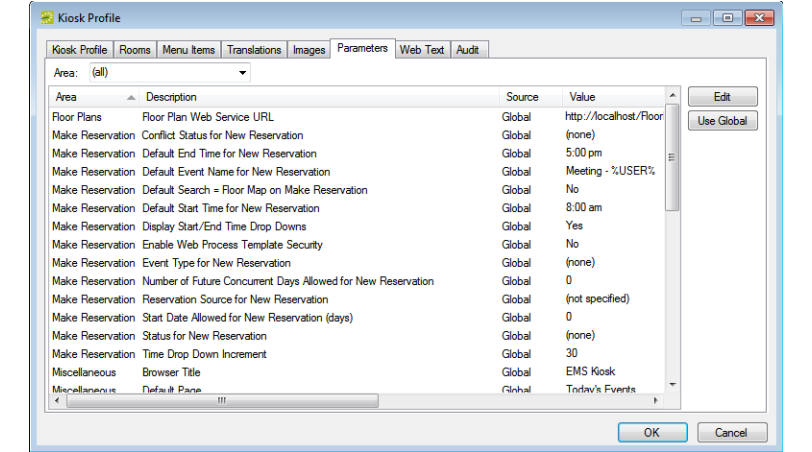 Kiosk Profile
Kiosk Profile Rooms Menu Items Translations Images Parameters Web Text Audit
Area: (all)
Area Description Source Value Edit
Floor Plans Floor Plan Web Service URL Global http://localhost/Floor Use Global
Make Reservation Conflict Status for New Reservation Global (none)
Make Reservation Default End Time for New Reservation Global 5:00 pm
Make Reservation Default Event Name for New Reservation Global Meeting - %USER%
Make Reservation Default Search = Floor Map on Make Reservation Global No
Make Reservation Default Start Time for New Reservation Global 8:00 am
Make Reservation Display Start/End Time Drop Downs Global Yes
Make Reservation Enable Web Process Template Security Global No
Make Reservation Event Type for New Reservation Global (none)
Make Reservation Number of Future Concurrent Days Allowed for New Reservation Global 0
Make Reservation Reservation Source for New Reservation Global (not specified)
Make Reservation Start Date Allowed for New Reservation (days) Global 0
Make Reservation Status for New Reservation Global (none)
Make Reservation Time Drop Down Increment Global 30
Miscellaneous Browser Title Global EMS Kiosk
Miscellaneous Default Page Global Today's Events
OK Cancel